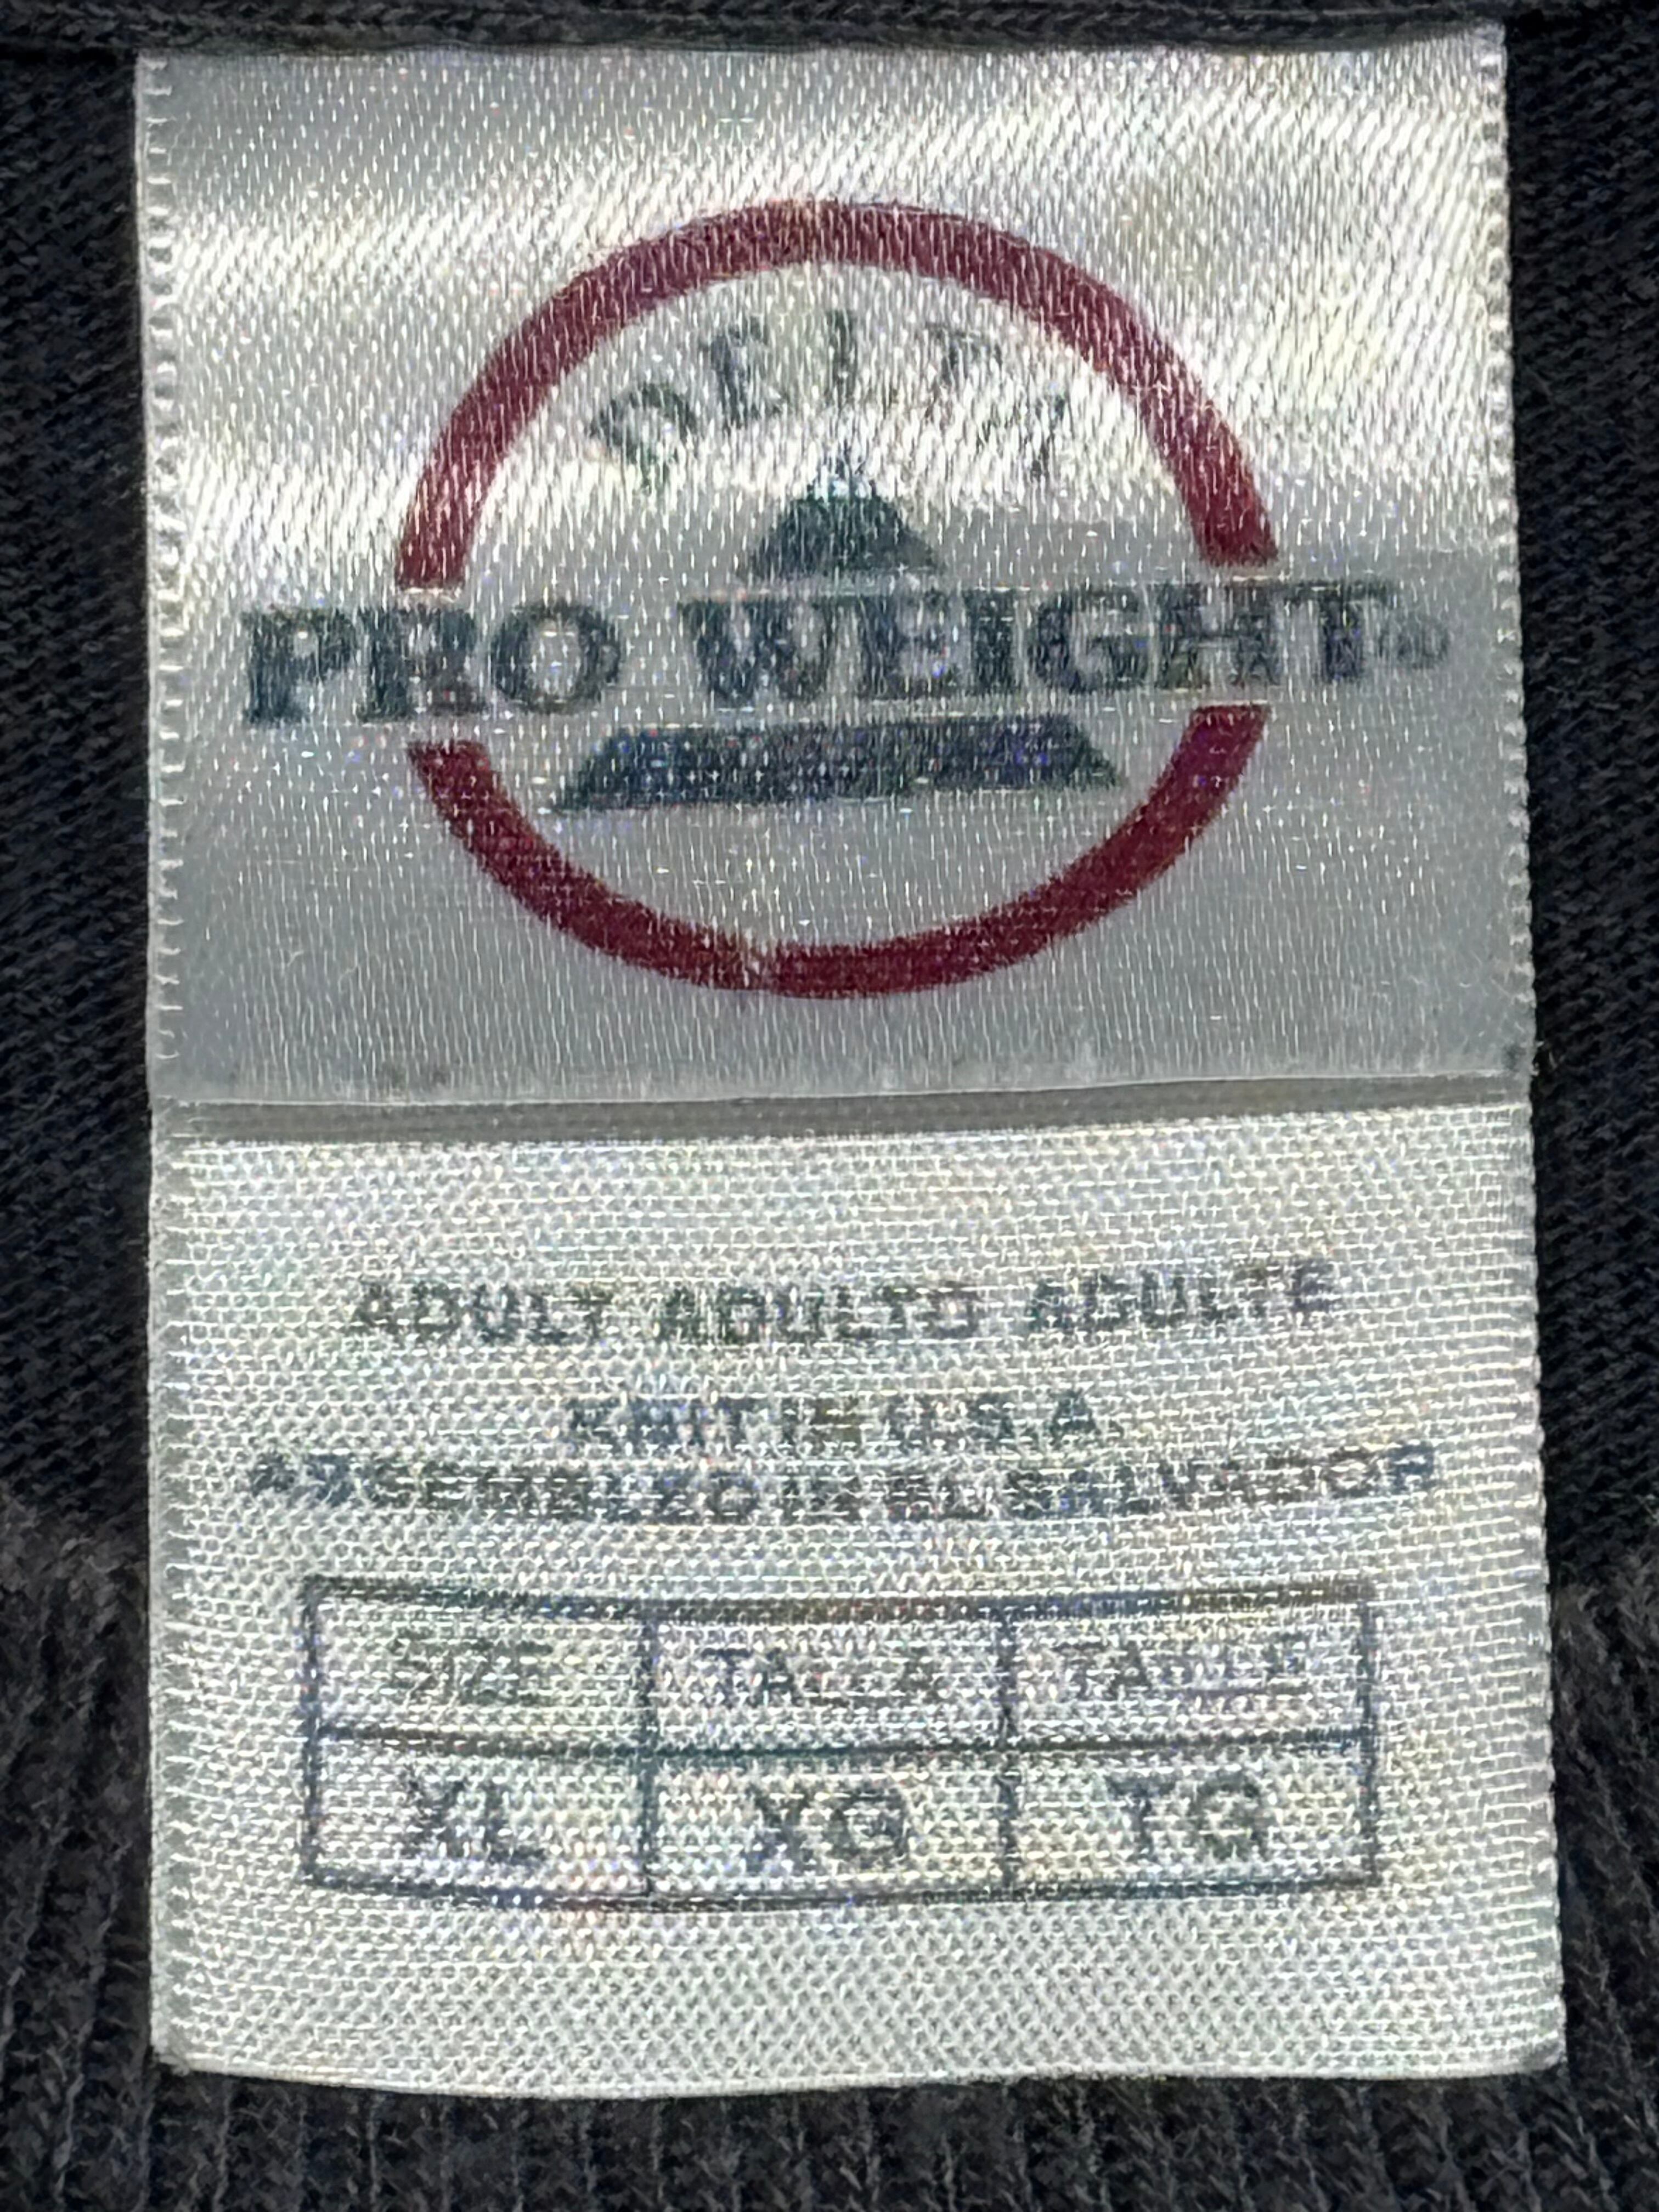 DELTA
PRO WEIGHT®
ADULT ADULTO ADULTE
KNIT IN U.S.A.
ASSEMBLED IN EL SALVADOR
SIZE TALLA TAILLE
XL XG TG